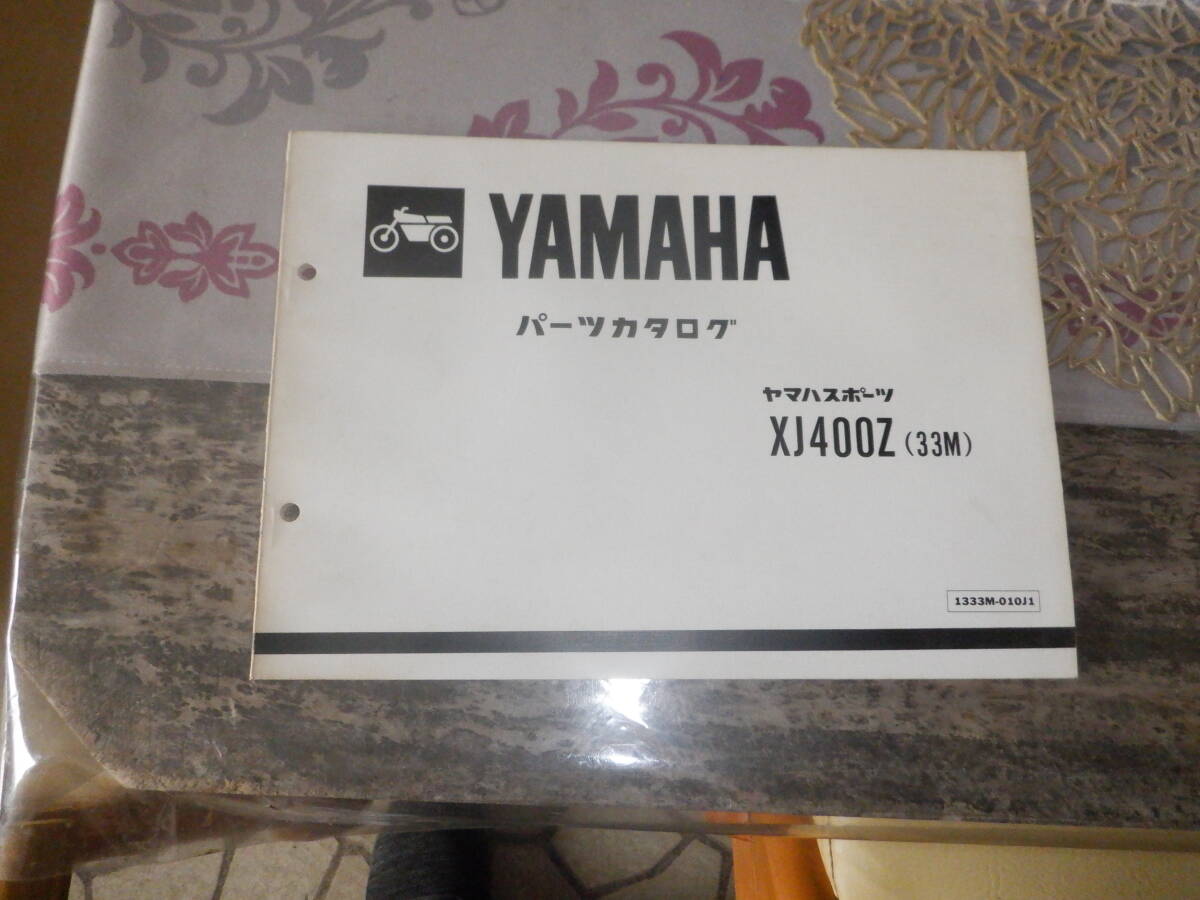 YAMAHA
パーツカタログ
ヤマハスポーツ
XJ400Z (33M)
1333M-010J1